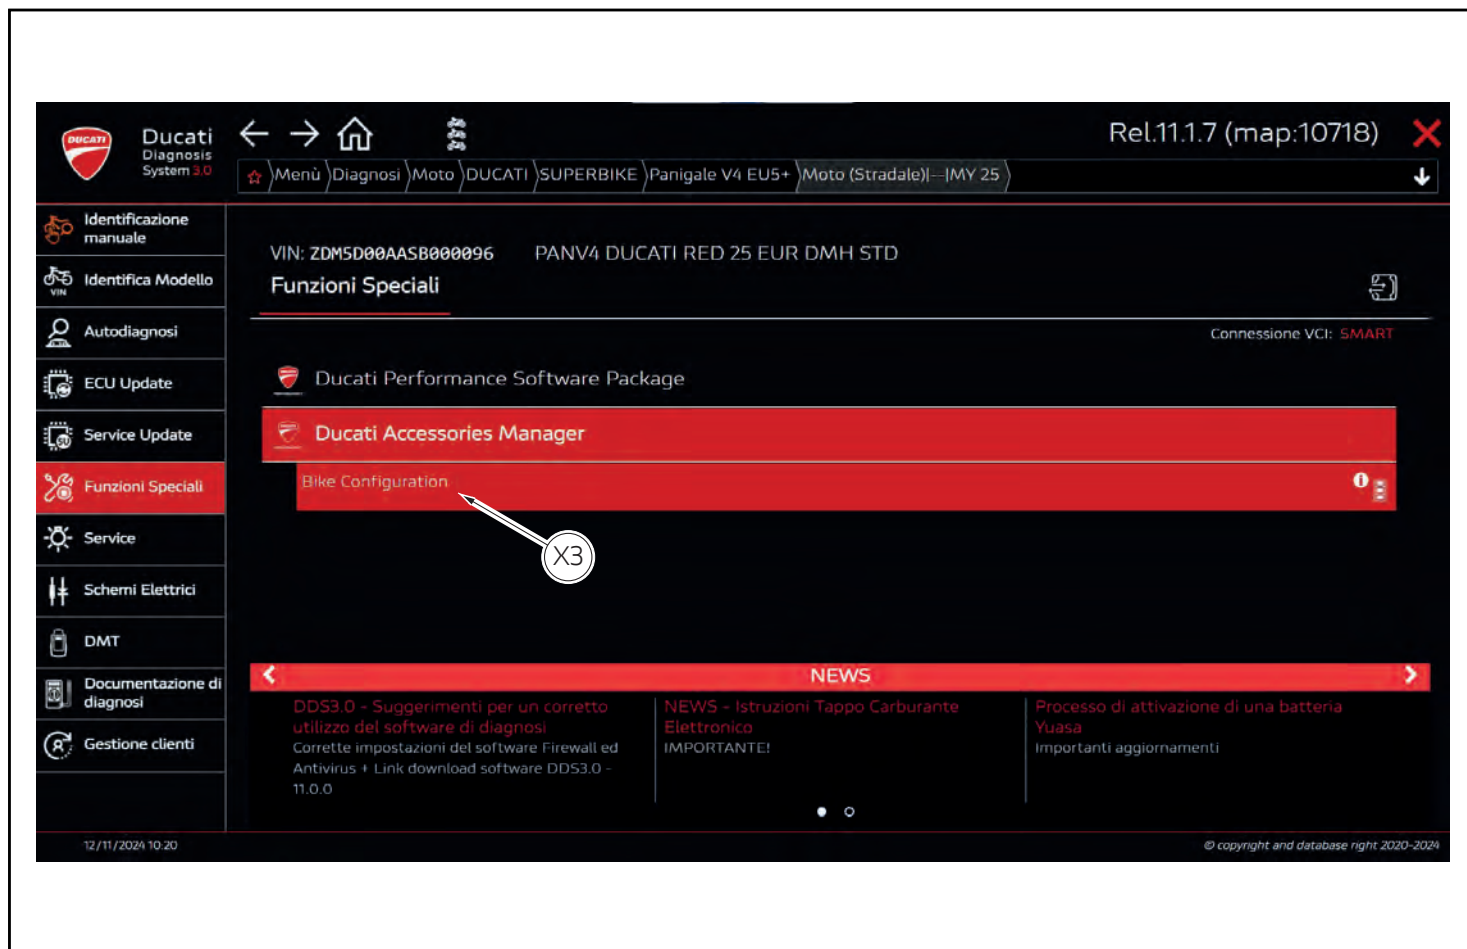 DUCATI
Ducati
Diagnosis
System 3.0
Rel.11.1.7 (map:10718)
Menù Diagnosi Moto DUCATI SUPERBIKE Panigale V4 EU5+ Moto (Stradale)|---|MY 25
Identificazione
manuale
VIN
Identifica Modello
Autodiagnosi
ECU Update
SU
Service Update
Funzioni Speciali
Service
Schemi Elettrici
DMT
Documentazione di
diagnosi
Gestione clienti
VIN: ZDM5D00AASB000096 PANV4 DUCATI RED 25 EUR DMH STD
Funzioni Speciali
Connessione VCI: SMART
Ducati Performance Software Package
Ducati Accessories Manager
Bike Configuration
X3
NEWS
DDS3.0 - Suggerimenti per un corretto
utilizzo del software di diagnosi
Corrette impostazioni del software Firewall ed
Antivirus + Link download software DDS3.0 -
11.0.0
NEWS - Istruzioni Tappo Carburante
Elettronico
IMPORTANTE!
Processo di attivazione di una batteria
Yuasa
Importanti aggiornamenti
12/11/2024 10:20
© copyright and database right 2020-2024